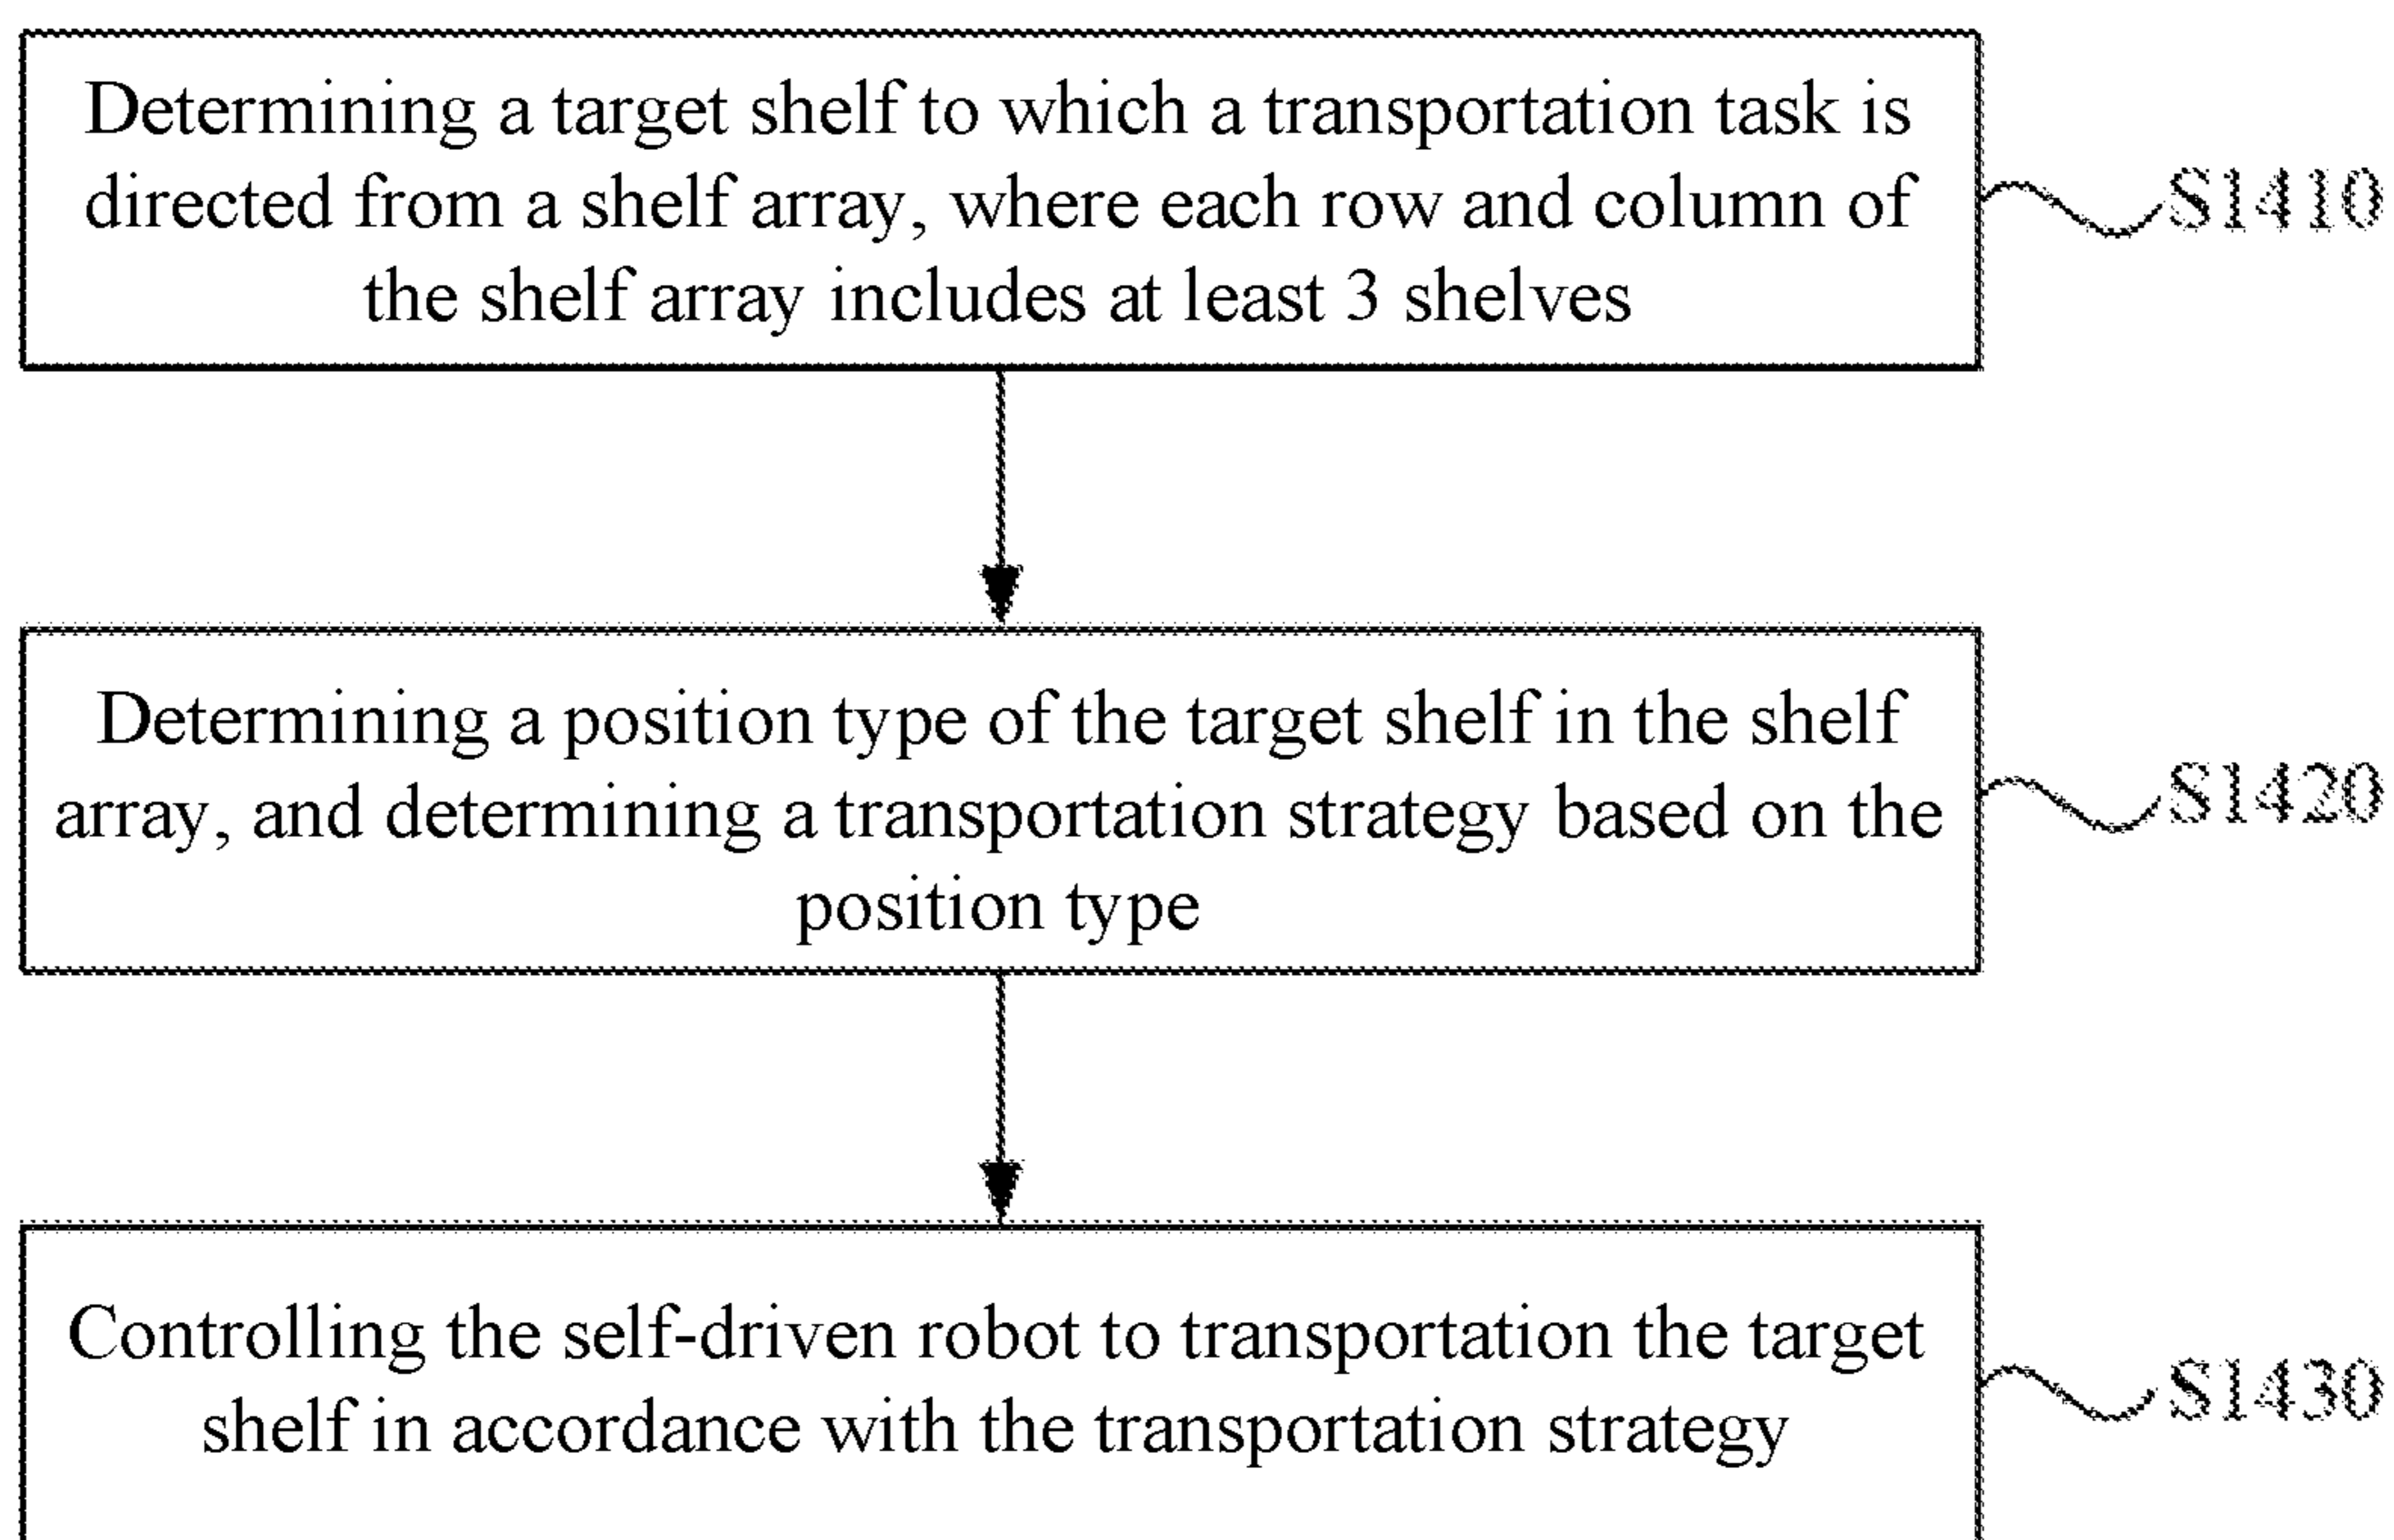 Determining a target shelf to which a transportation task is
directed from a shelf array, where each row and column of
the shelf array includes at least 3 shelves
S1410
Determining a position type of the target shelf in the shelf
array, and determining a transportation strategy based on the
position type
S1420
Controlling the self-driven robot to transportation the target
shelf in accordance with the transportation strategy
S1430